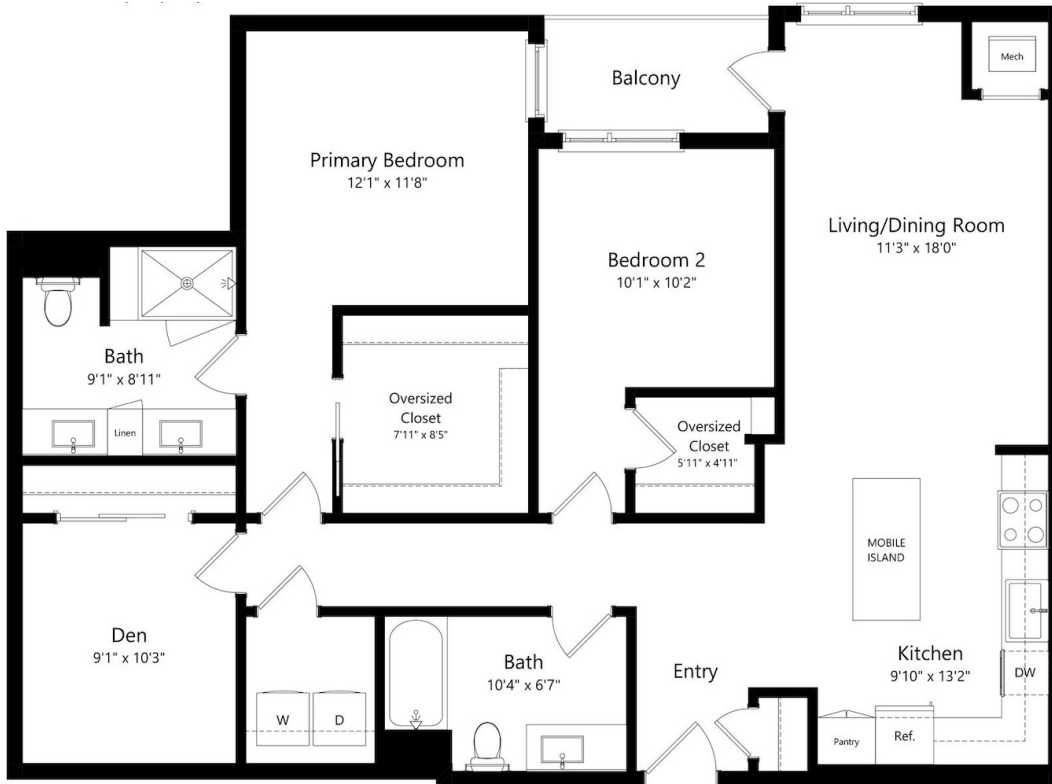 Mech
Balcony
Primary Bedroom
12'1" x 11'8"
Living/Dining Room
11'3" x 18'0"
Bedroom 2
10'1" x 10'2"
Bath
9'1" x 8'11"
Linen
Oversized
Closet
7'11" x 8'5"
Oversized
Closet
5'11" x 4'11"
MOBILE
ISLAND
Den
9'1" x 10'3"
W
D
Bath
10'4" x 6'7"
Entry
Kitchen
9'10" x 13'2"
DW
Pantry
Ref.